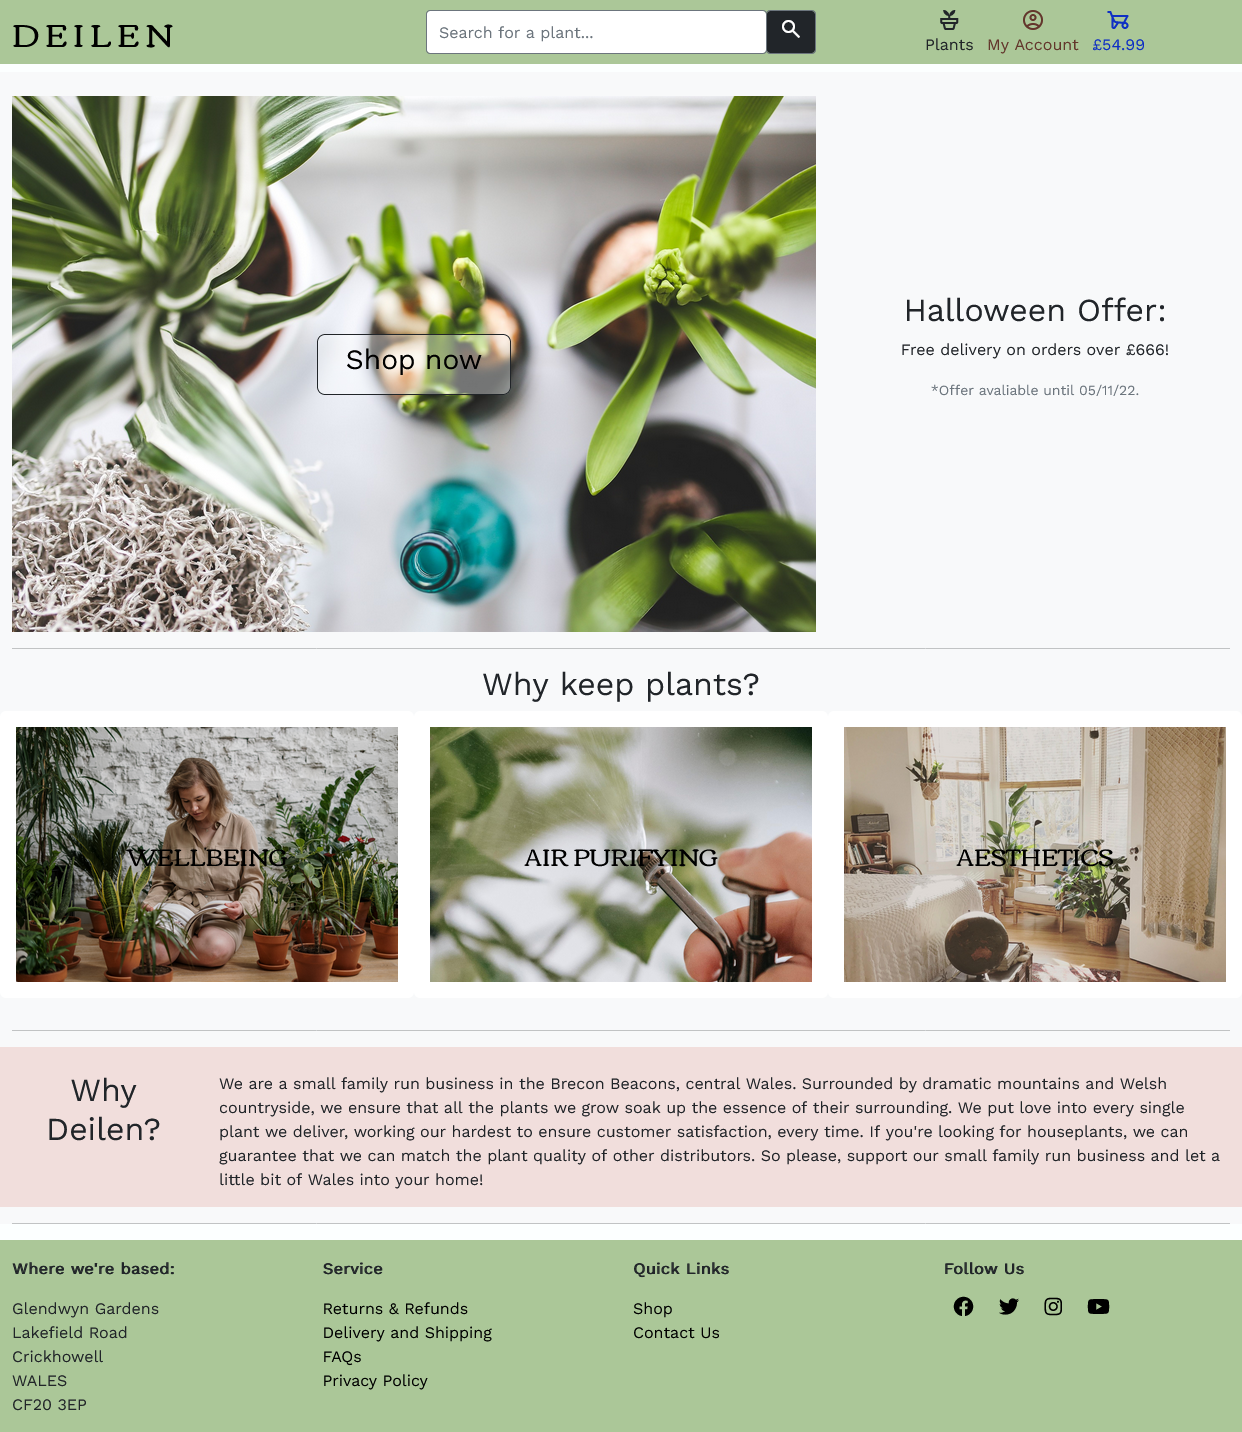 DEILEN
Search for a plant...
Plants
My Account
£54.99
Shop now
Halloween Offer:
Free delivery on orders over £666!
*Offer avaliable until 05/11/22.
Why keep plants?
WELLBEING
AIR PURIFYING
AESTHETICS
Why
Deilen?
We are a small family run business in the Brecon Beacons, central Wales. Surrounded by dramatic mountains and Welsh
countryside, we ensure that all the plants we grow soak up the essence of their surrounding. We put love into every single
plant we deliver, working our hardest to ensure customer satisfaction, every time. If you're looking for houseplants, we can
guarantee that we can match the plant quality of other distributors. So please, support our small family run business and let a
little bit of Wales into your home!
Where we're based:
Glendwyn Gardens
Lakefield Road
Crickhowell
WALES
CF20 3EP
Service
Returns & Refunds
Delivery and Shipping
FAQs
Privacy Policy
Quick Links
Shop
Contact Us
Follow Us